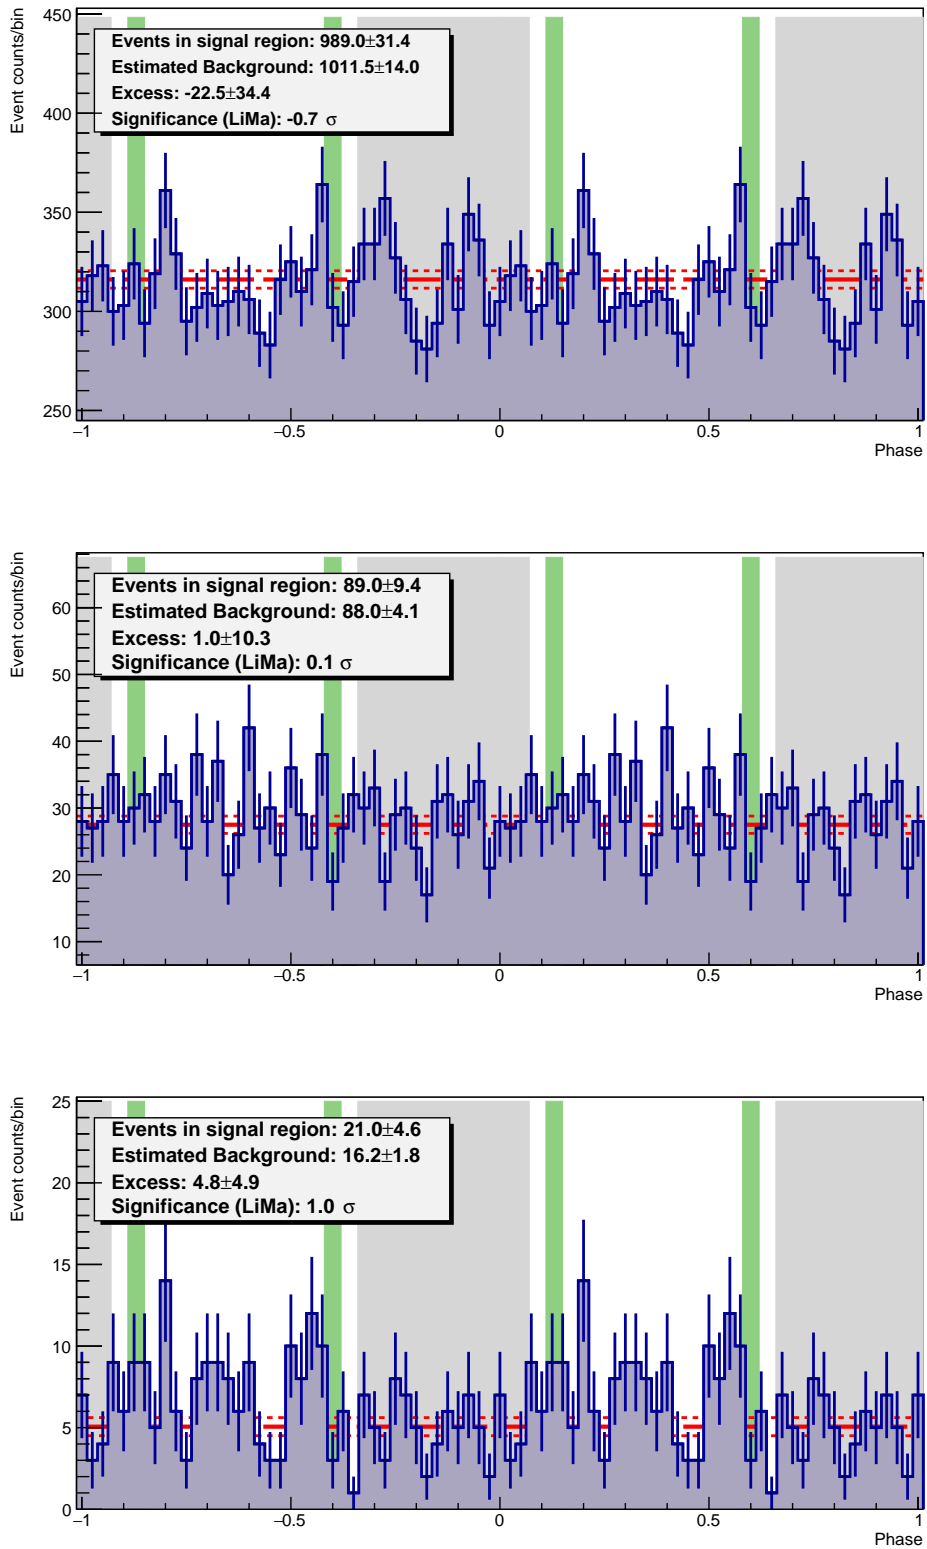 Event counts/bin
450
400
350
300
250
Events in signal region: 989.0±31.4
Estimated Background: 1011.5±14.0
Excess: -22.5±34.4
Significance (LiMa): -0.7 σ
−1 −0.5 0 0.5 1
Phase
Event counts/bin
60
50
40
30
20
10
Events in signal region: 89.0±9.4
Estimated Background: 88.0±4.1
Excess: 1.0±10.3
Significance (LiMa): 0.1 σ
−1 −0.5 0 0.5 1
Phase
Event counts/bin
25
20
15
10
5
0
Events in signal region: 21.0±4.6
Estimated Background: 16.2±1.8
Excess: 4.8±4.9
Significance (LiMa): 1.0 σ
−1 −0.5 0 0.5 1
Phase